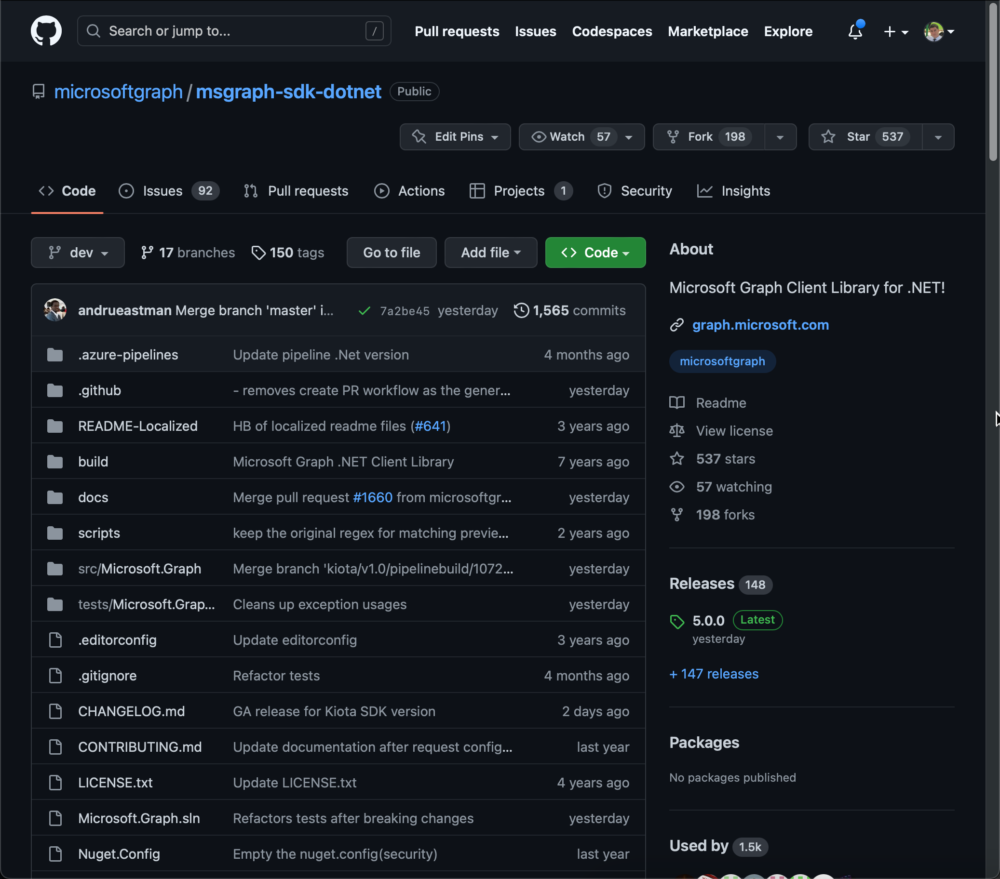 Search or jump to... /
Pull requests Issues Codespaces Marketplace Explore
microsoftgraph / msgraph-sdk-dotnet Public
Edit Pins Watch 57 Fork 198 Star 537
Code Issues 92 Pull requests Actions Projects 1 Security Insights
dev 17 branches 150 tags Go to file Add file Code
andrueastman Merge branch 'master' i... 7a2be45 yesterday 1,565 commits
.azure-pipelines Update pipeline .Net version 4 months ago
.github - removes create PR workflow as the gener... yesterday
README-Localized HB of localized readme files (#641) 3 years ago
build Microsoft Graph .NET Client Library 7 years ago
docs Merge pull request #1660 from microsoftgr... yesterday
scripts keep the original regex for matching previe... 2 years ago
src/Microsoft.Graph Merge branch 'kiota/v1.0/pipelinebuild/1072... yesterday
tests/Microsoft.Grap... Cleans up exception usages yesterday
.editorconfig Update editorconfig 3 years ago
.gitignore Refactor tests 4 months ago
CHANGELOG.md GA release for Kiota SDK version 2 days ago
CONTRIBUTING.md Update documentation after request config... last year
LICENSE.txt Update LICENSE.txt 4 years ago
Microsoft.Graph.sln Refactors tests after breaking changes yesterday
Nuget.Config Empty the nuget.config(security) last year
About
Microsoft Graph Client Library for .NET!
graph.microsoft.com
microsoftgraph
Readme
View license
537 stars
57 watching
198 forks
Releases 148
5.0.0 Latest
yesterday
+ 147 releases
Packages
No packages published
Used by 1.5k